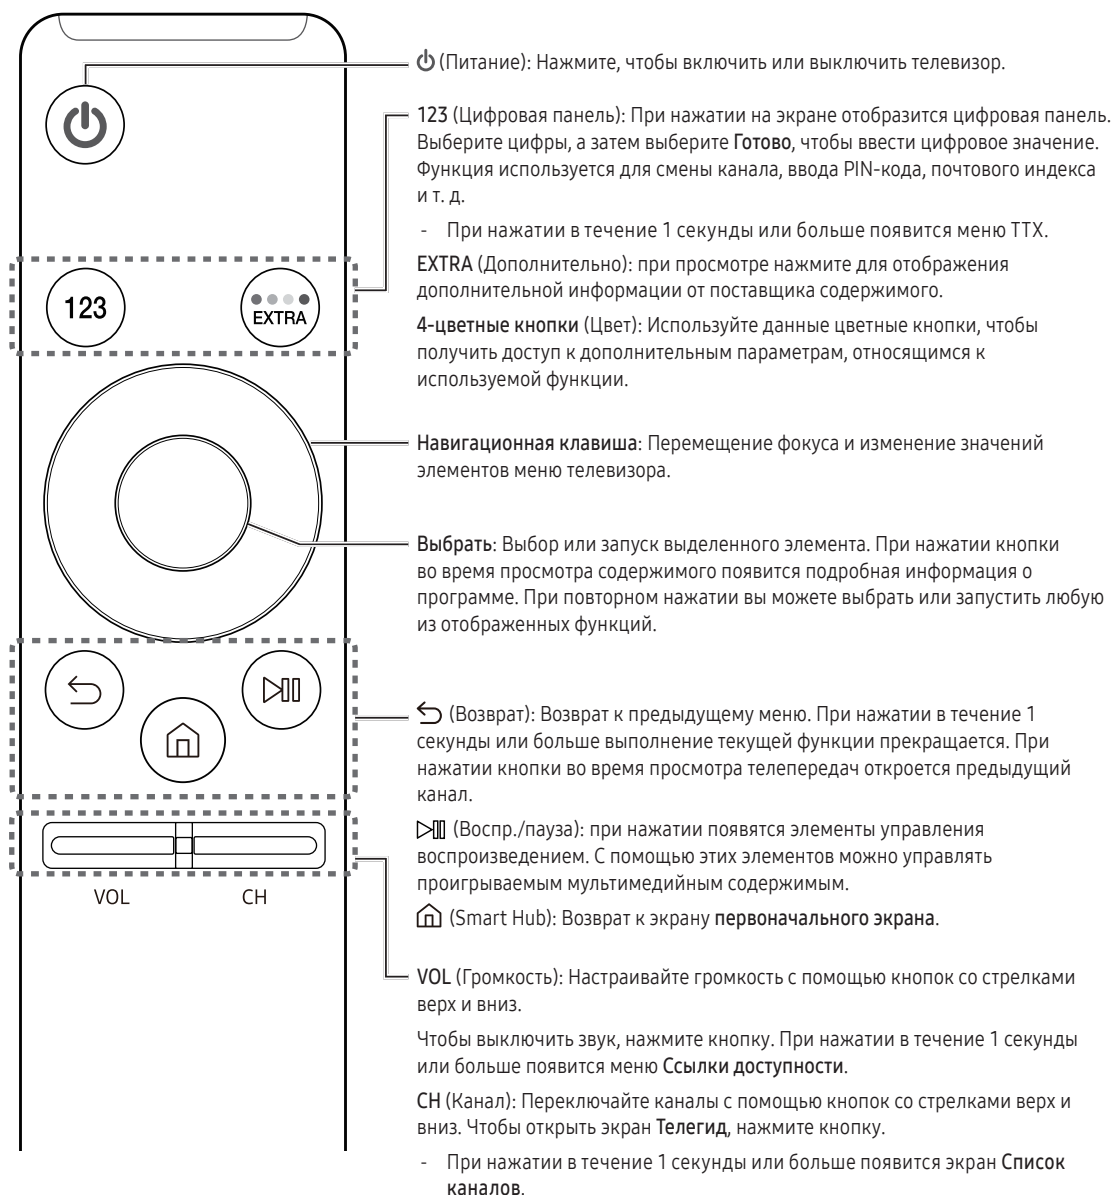 (Питание): Нажмите, чтобы включить или выключить телевизор.
123 (Цифровая панель): При нажатии на экране отобразится цифровая панель.
Выберите цифры, а затем выберите Готово, чтобы ввести цифровое значение.
Функция используется для смены канала, ввода PIN-кода, почтового индекса
и т. д.
- При нажатии в течение 1 секунды или больше появится меню TTX.
EXTRA (Дополнительно): при просмотре нажмите для отображения
дополнительной информации от поставщика содержимого.
4-цветные кнопки (Цвет): Используйте данные цветные кнопки, чтобы
получить доступ к дополнительным параметрам, относящимся к
используемой функции.
123
EXTRA
Навигационная клавиша: Перемещение фокуса и изменение значений
элементов меню телевизора.
Выбрать: Выбор или запуск выделенного элемента. При нажатии кнопки
во время просмотра содержимого появится подробная информация о
программе. При повторном нажатии вы можете выбрать или запустить любую
из отображенных функций.
(Возврат): Возврат к предыдущему меню. При нажатии в течение 1
секунды или больше выполнение текущей функции прекращается. При
нажатии кнопки во время просмотра телепередач откроется предыдущий
канал.
(Воспр./пауза): при нажатии появятся элементы управления
воспроизведением. С помощью этих элементов можно управлять
проигрываемым мультимедийным содержимым.
(Smart Hub): Возврат к экрану первоначального экрана.
VOL
CH
VOL (Громкость): Настраивайте громкость с помощью кнопок со стрелками
верх и вниз.
Чтобы выключить звук, нажмите кнопку. При нажатии в течение 1 секунды
или больше появится меню Ссылки доступности.
CH (Канал): Переключайте каналы с помощью кнопок со стрелками верх и
вниз. Чтобы открыть экран Телегид, нажмите кнопку.
- При нажатии в течение 1 секунды или больше появится экран Список
каналов.